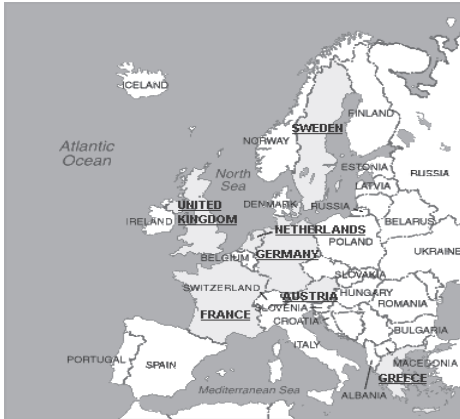 ICELAND
FINLAND
SWEDEN
NORWAY
Atlantic
Ocean
North
Sea
ESTONIA
LATVIA
RUSSIA
DENMARK
RUSSIA
UNITED
KINGDOM
IRELAND
BELARUS
NETHERLANDS
POLAND
BELGIUM
GERMANY
UKRAINE
SLOVAKIA
SWITZERLAND
AUSTRIA
HUNGARY
SLOVENIA
ROMANIA
FRANCE
CROATIA
BULGARIA
ITALY
PORTUGAL
SPAIN
MACEDONIA
GREECE
Mediterranean Sea
ALBANIA